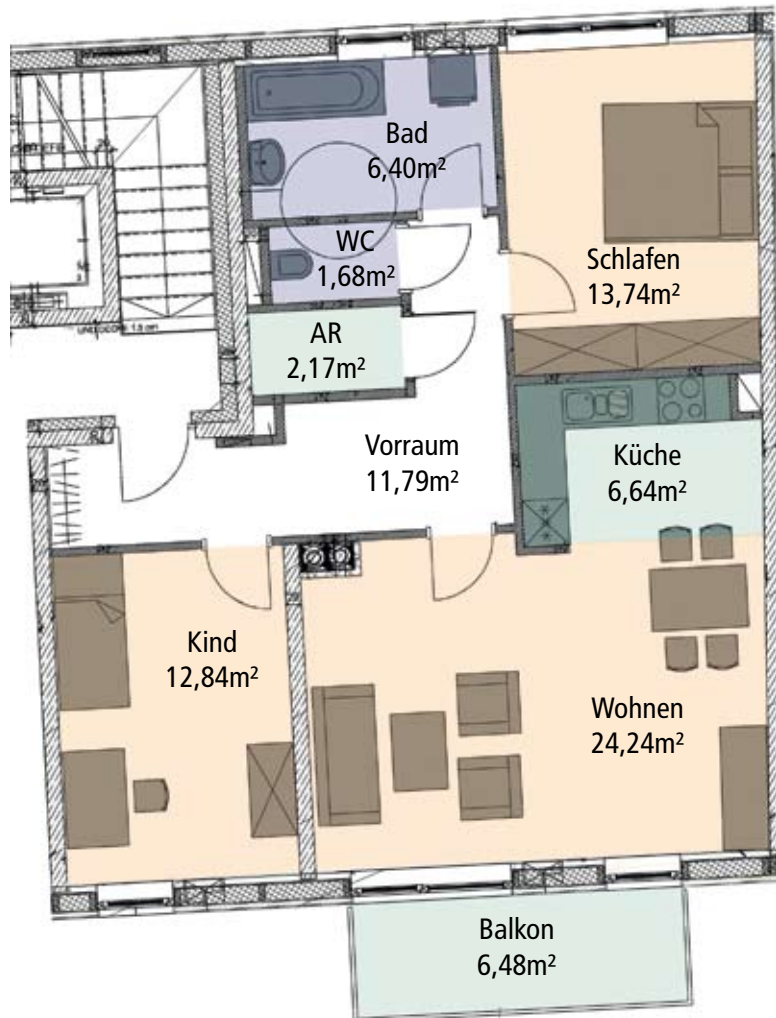 Bad
6,40m²
WC
1,68m²
Schlafen
13,74m²
AR
2,17m²
Vorraum
11,79m²
Küche
6,64m²
Kind
12,84m²
Wohnen
24,24m²
Balkon
6,48m²